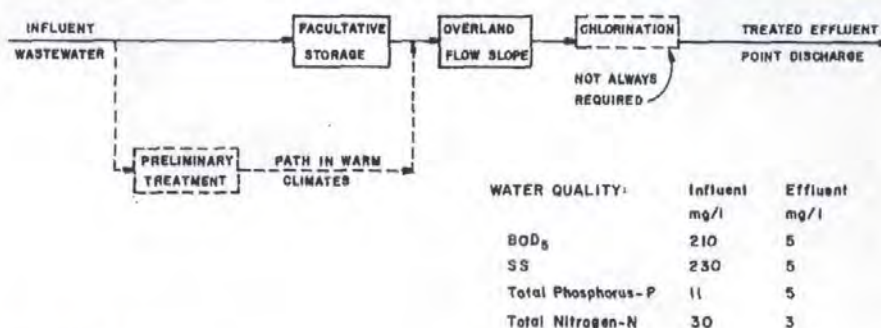 INFLUENT
WASTEWATER
FACULTATIVE
STORAGE
OVERLAND
FLOW SLOPE
CHLORINATION
TREATED EFFLUENT
POINT DISCHARGE
NOT ALWAYS
REQUIRED
PRELIMINARY
TREATMENT
PATH IN WARM
CLIMATES
WATER QUALITY: Influent Effluent
mg/l mg/l
BOD5 210 5
SS 230 5
Total Phosphorus-P 11 5
Total Nitrogen-N 30 3